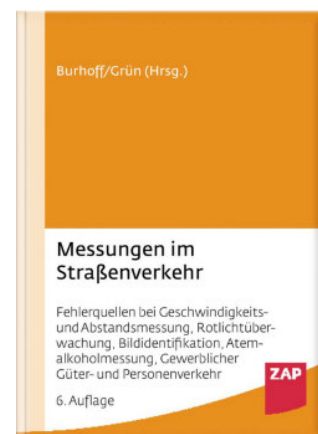 Burhoff/Grün (Hrsg.)
Messungen im
Straßenverkehr
Fehlerquellen bei Geschwindigkeits-
und Abstandsmessung, Rotlichtüber-
wachung, Bildidentifikation, Atem-
alkoholmessung, Gewerblicher
Güter- und Personenverkehr
ZAP
6. Auflage